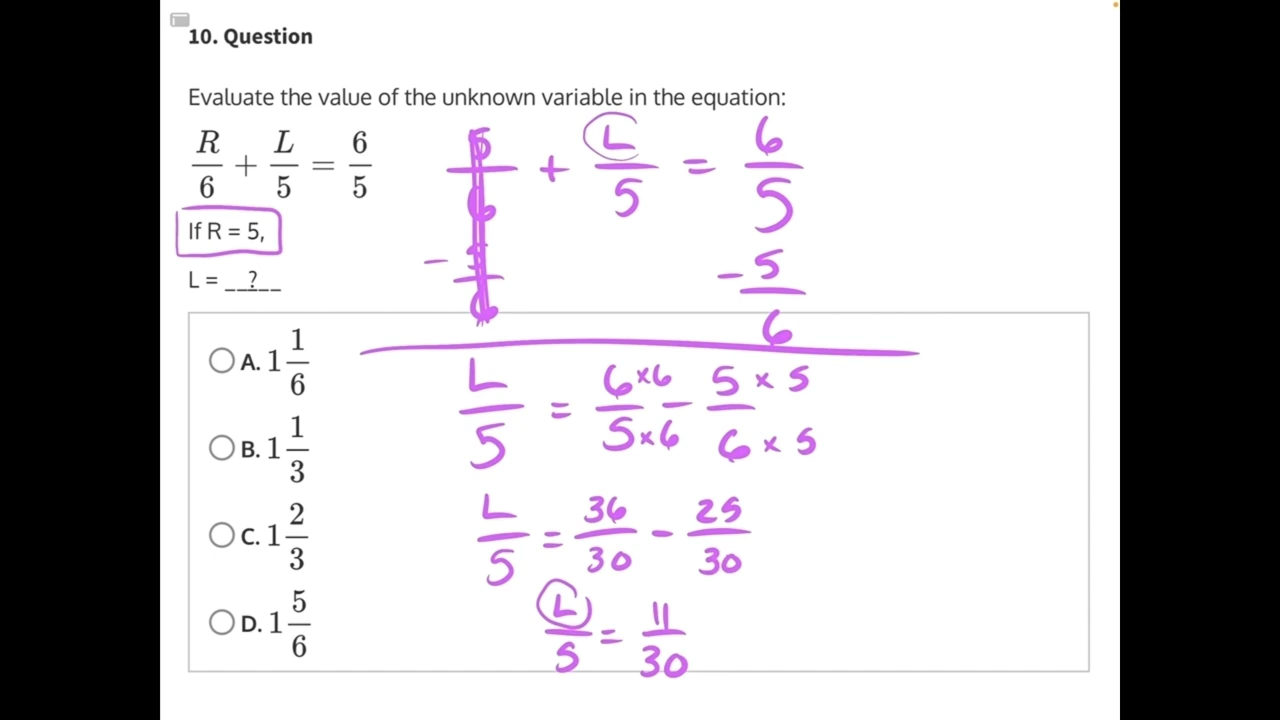 10. Question
Evaluate the value of the unknown variable in the equation:
R/6 + L/5 = 6/5
If R = 5,
L = __?__
5/6 + L/5 = 6/5
- 5/6 - 5/6
A. 1 1/6
B. 1 1/3
C. 1 2/3
D. 1 5/6
L/5 = 6×6/5×6 - 5×5/6×5
L/5 = 36/30 - 25/30
L/5 = 11/30